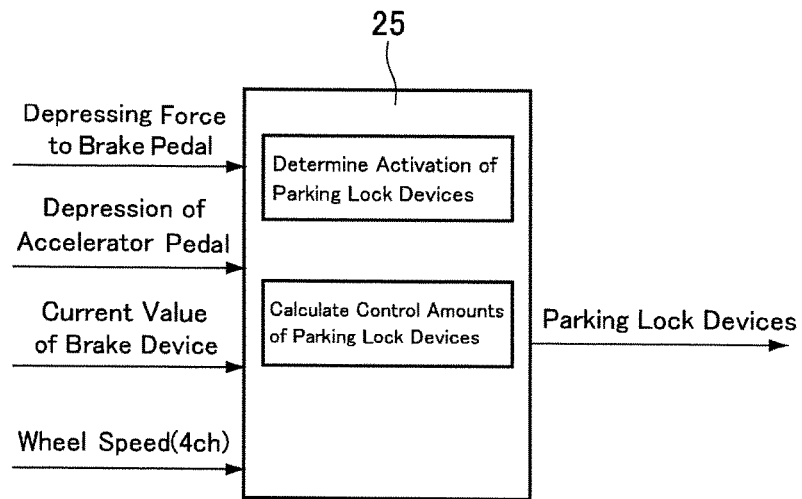 25
Depressing Force
to Brake Pedal
Depression of
Accelerator Pedal
Current Value
of Brake Device
Wheel Speed(4ch)
Determine Activation of
Parking Lock Devices
Calculate Control Amounts
of Parking Lock Devices
Parking Lock Devices